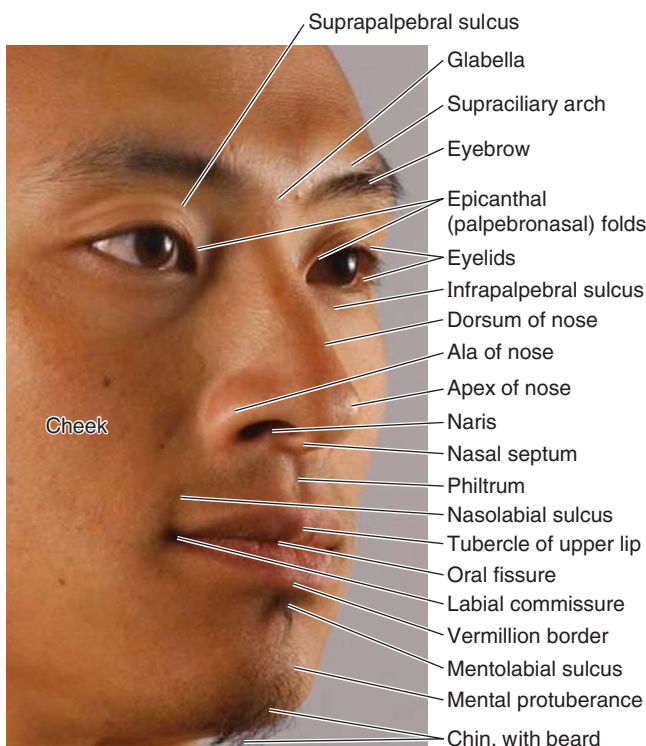 Suprapalpebral sulcus
Glabella
Supraciliary arch
Eyebrow
Epicanthal
(palpebronasal) folds
Eyelids
Infrapalpebral sulcus
Dorsum of nose
Ala of nose
Apex of nose
Cheek
Naris
Nasal septum
Philtrum
Nasolabial sulcus
Tubercle of upper lip
Oral fissure
Labial commissure
Vermillion border
Mentolabial sulcus
Mental protuberance
Chin, with beard